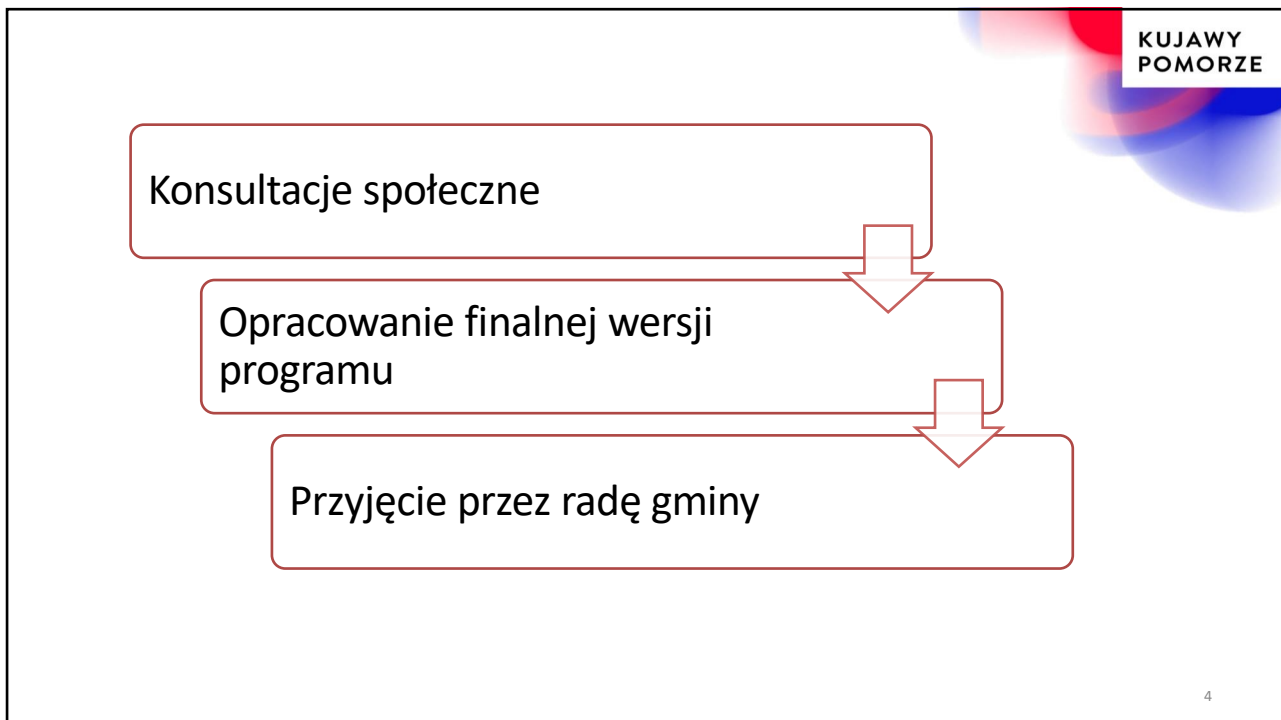 KUJAWY
POMORZE
Konsultacje społeczne
Opracowanie finalnej wersji
programu
Przyjęcie przez radę gminy
4